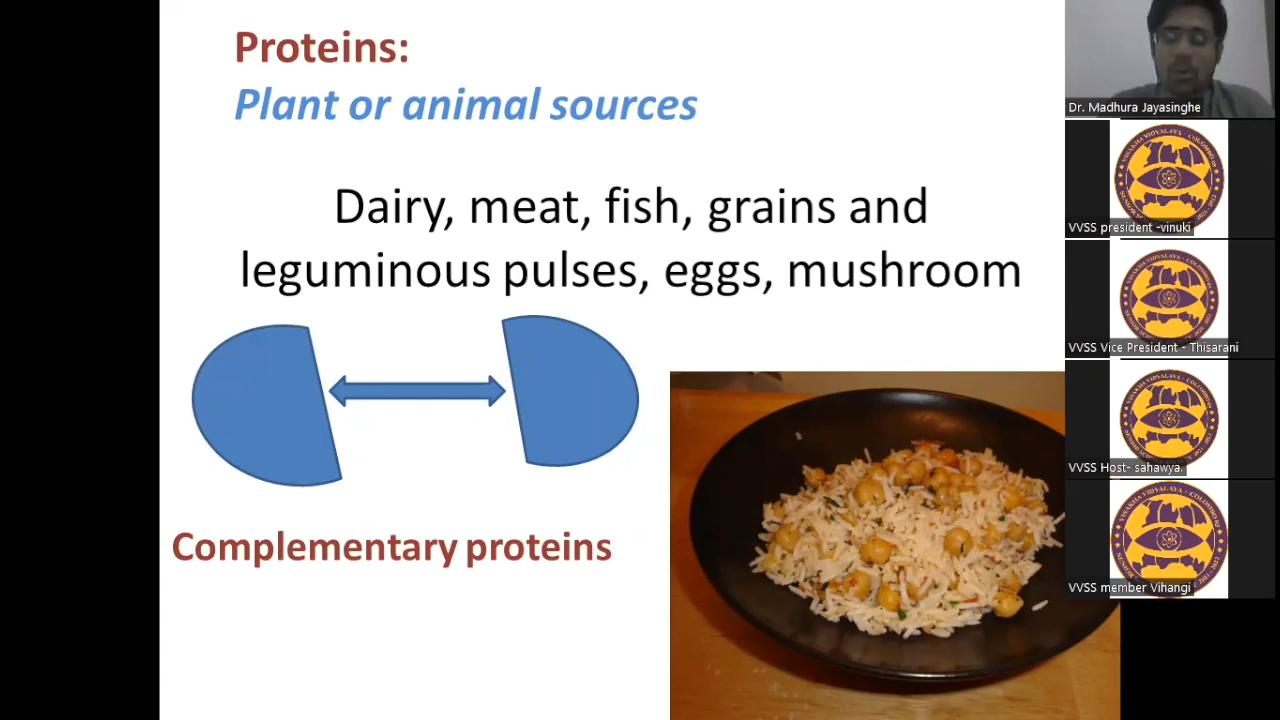 Proteins:
Plant or animal sources
Dairy, meat, fish, grains and
leguminous pulses, eggs, mushroom
Complementary proteins
Dr. Madhura Jayasinghe
VVSS president -vinuki
VVSS Vice President - Thisarani
VVSS Host- sahawya.
VVSS member Vihangi